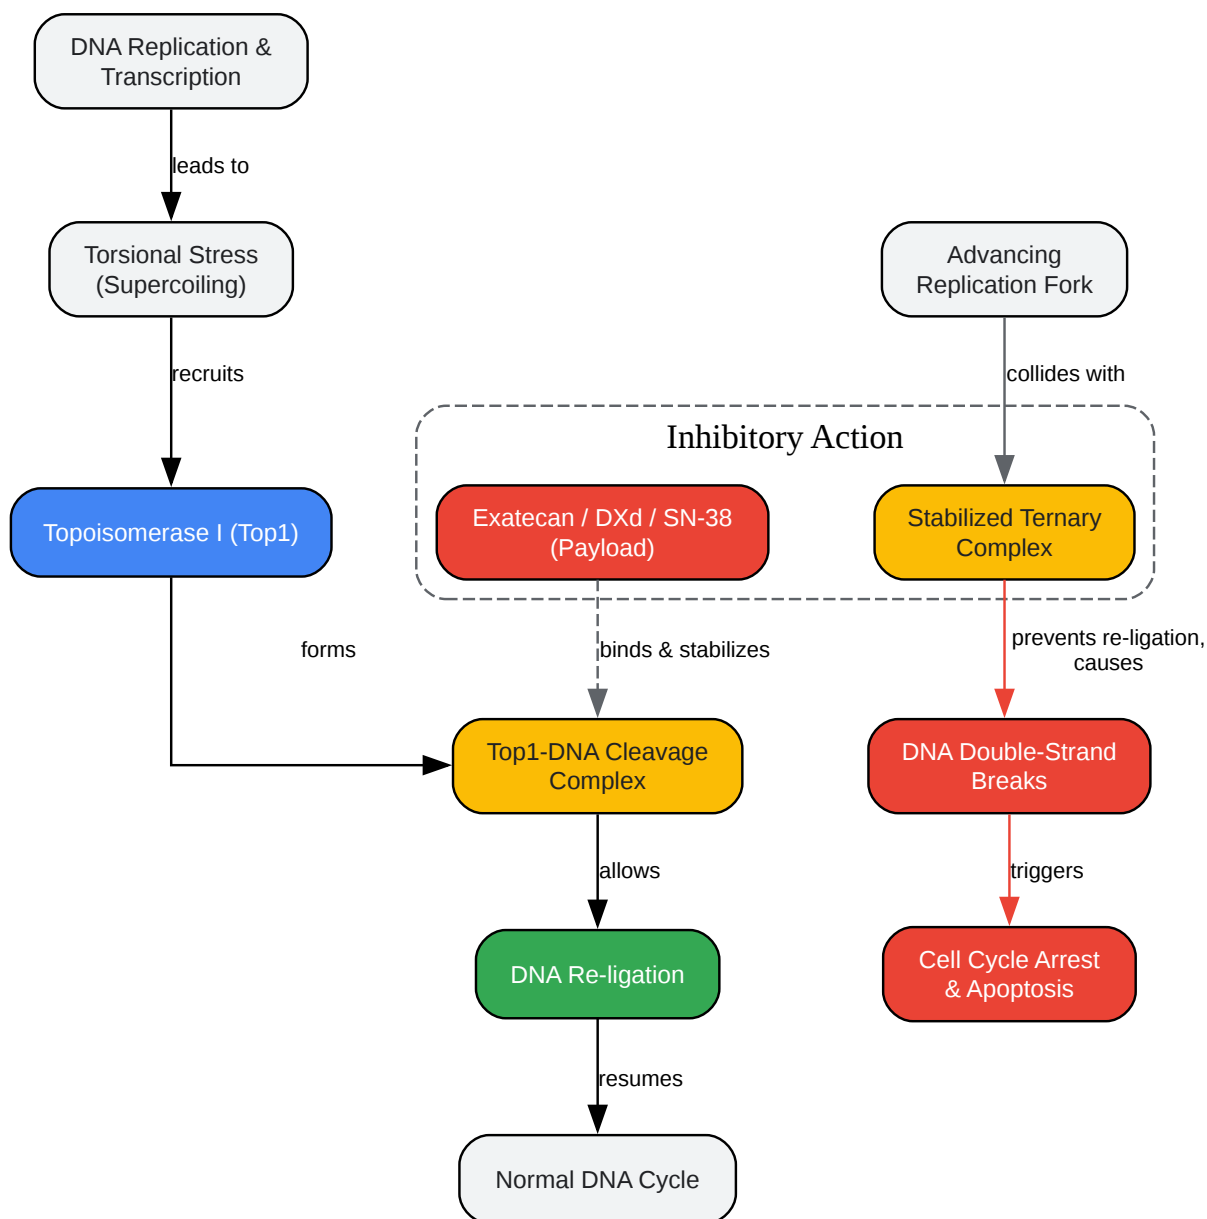 DNA Replication &
Transcription
leads to
Torsional Stress
(Supercoiling)
Advancing
Replication Fork
recruits
collides with
Inhibitory Action
Topoisomerase I (Top1)
Exatecan / DXd / SN-38
(Payload)
Stabilized Ternary
Complex
forms
binds & stabilizes
prevents re-ligation,
causes
Top1-DNA Cleavage
Complex
DNA Double-Strand
Breaks
allows
triggers
DNA Re-ligation
Cell Cycle Arrest
& Apoptosis
resumes
Normal DNA Cycle